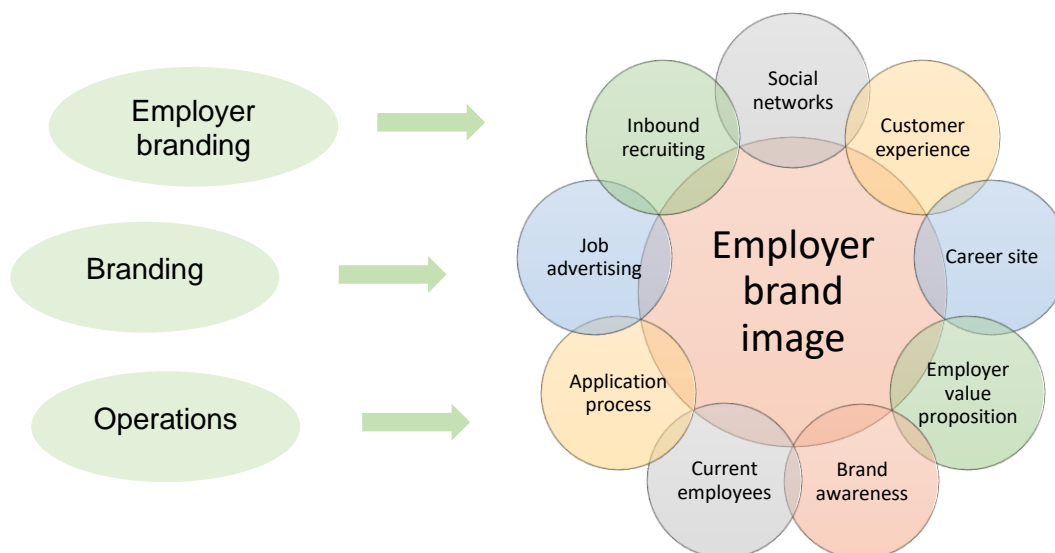 Employer
branding
Branding
Operations
Social
networks
Customer
experience
Career site
Employer
value
proposition
Brand
awareness
Current
employees
Application
process
Job
advertising
Inbound
recruiting
Employer
brand
image